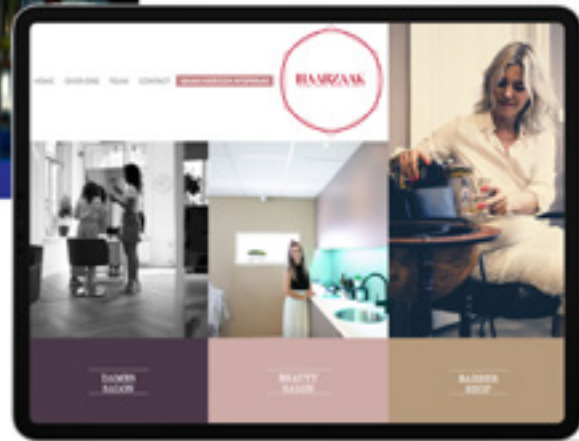 HOME OVER ONS TEAM CONTACT
HAARZAAK
DAMES
SALON
BEAUTY
SALON
BARBER
SHOP